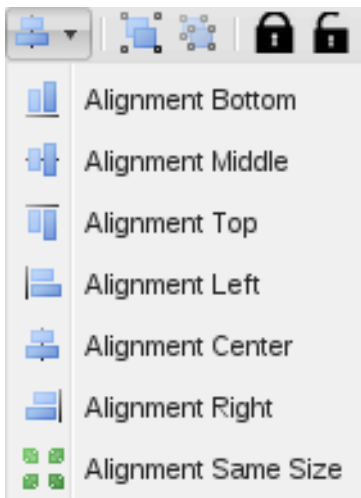 Alignment Bottom
Alignment Middle
Alignment Top
Alignment Left
Alignment Center
Alignment Right
Alignment Same Size